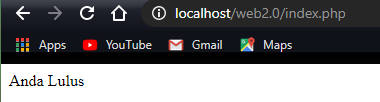 localhost/web2.0/index.php
Apps YouTube Gmail Maps
Anda Lulus